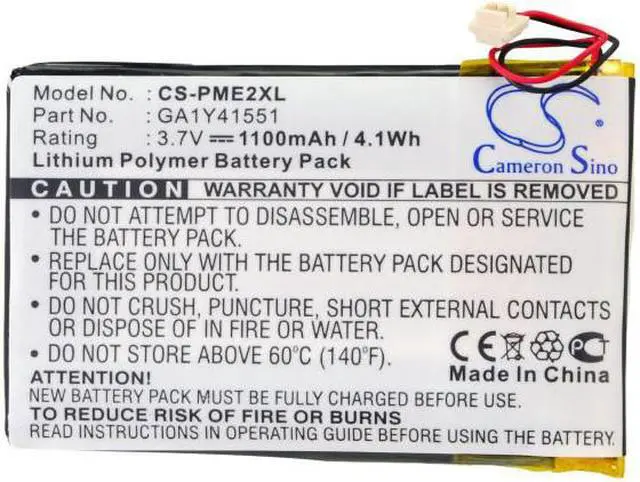 Model No. : CS-PME2XL
Part No. : GA1Y41551
Rating : 3.7V 1100mAh / 4.1Wh
Lithium Polymer Battery Pack
CS
Cameron Sino
CAUTION WARRANTY VOID IF LABEL IS REMOVED
• DO NOT ATTEMPT TO DISASSEMBLE, OPEN OR SERVICE
THE BATTERY PACK.
• REPLACE ONLY WITH THE BATTERY PACK DESIGNATED
FOR THIS PRODUCT.
• DO NOT CRUSH, PUNCTURE, SHORT EXTERNAL CONTACTS
OR DISPOSE OF IN FIRE OR WATER.
• DO NOT STORE ABOVE 60°C (140°F).
CE
Made In China
ATTENTION!
NEW BATTERY PACK MUST BE FULLY CHARGED BEFORE USE.
TO REDUCE RISK OF FIRE OR BURNS
READ INSTRUCTIONS, OPERATING GUIDE BEFORE USING BATTERY.